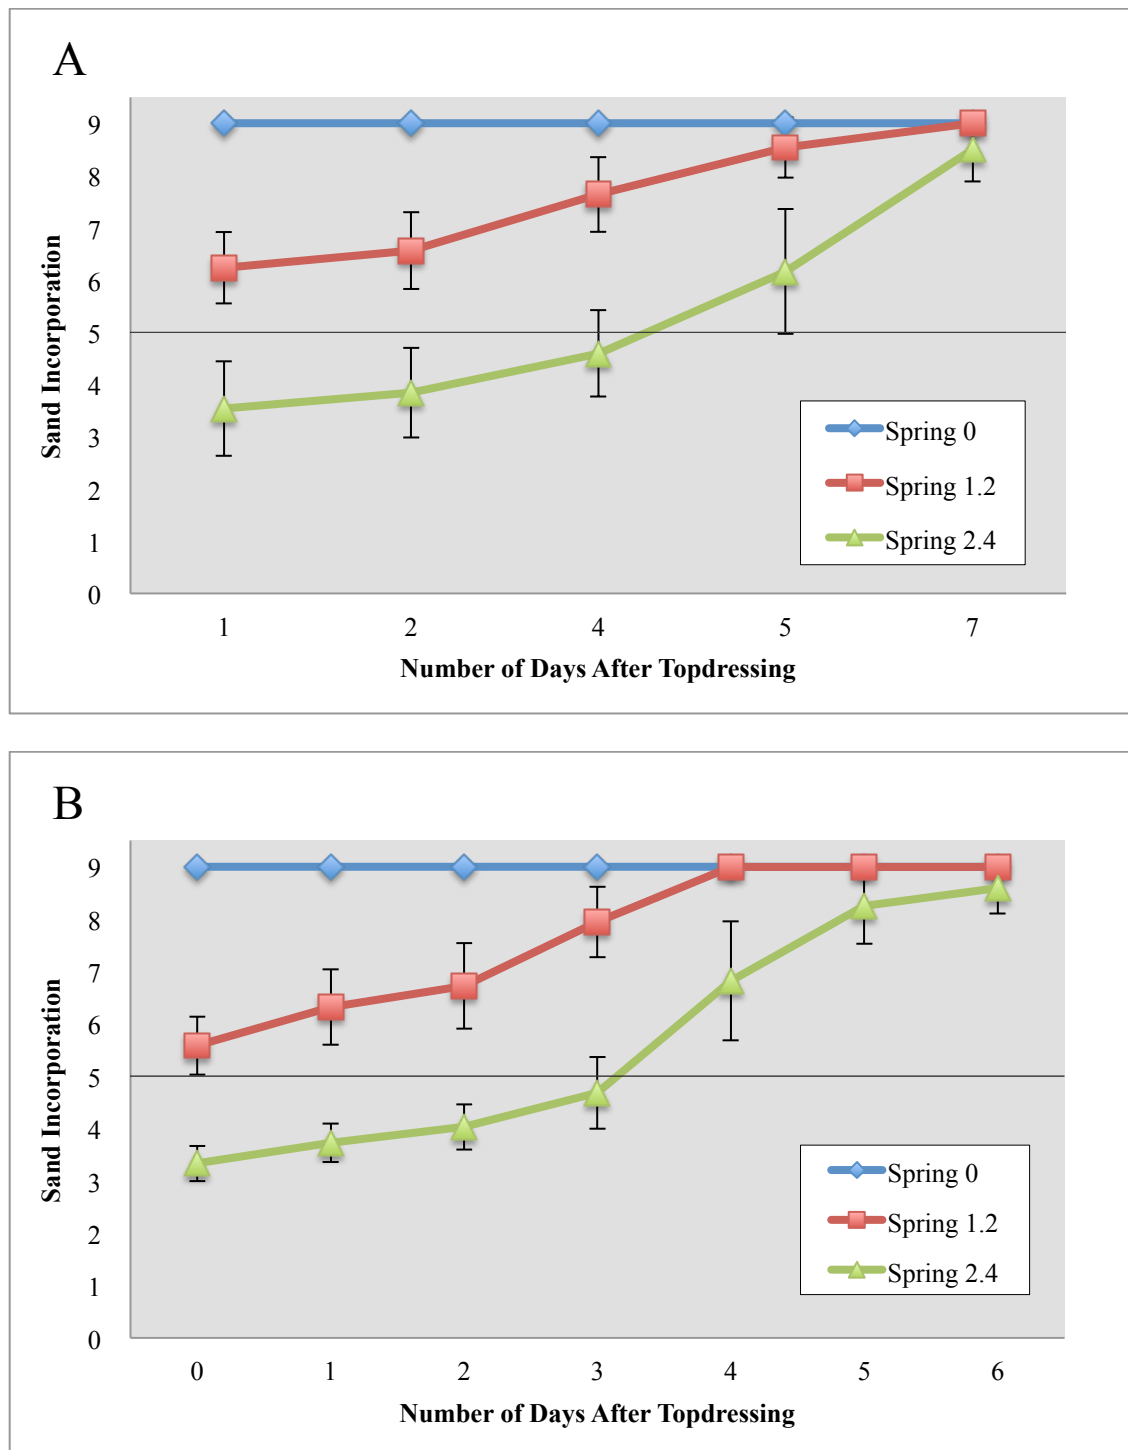 A
9
8
7
6
5
4
3
2
1
0
Sand Incorporation
Spring 0
Spring 1.2
Spring 2.4
1 2 4 5 7
Number of Days After Topdressing
B
9
8
7
6
5
4
3
2
1
0
Sand Incorporation
Spring 0
Spring 1.2
Spring 2.4
0 1 2 3 4 5 6
Number of Days After Topdressing